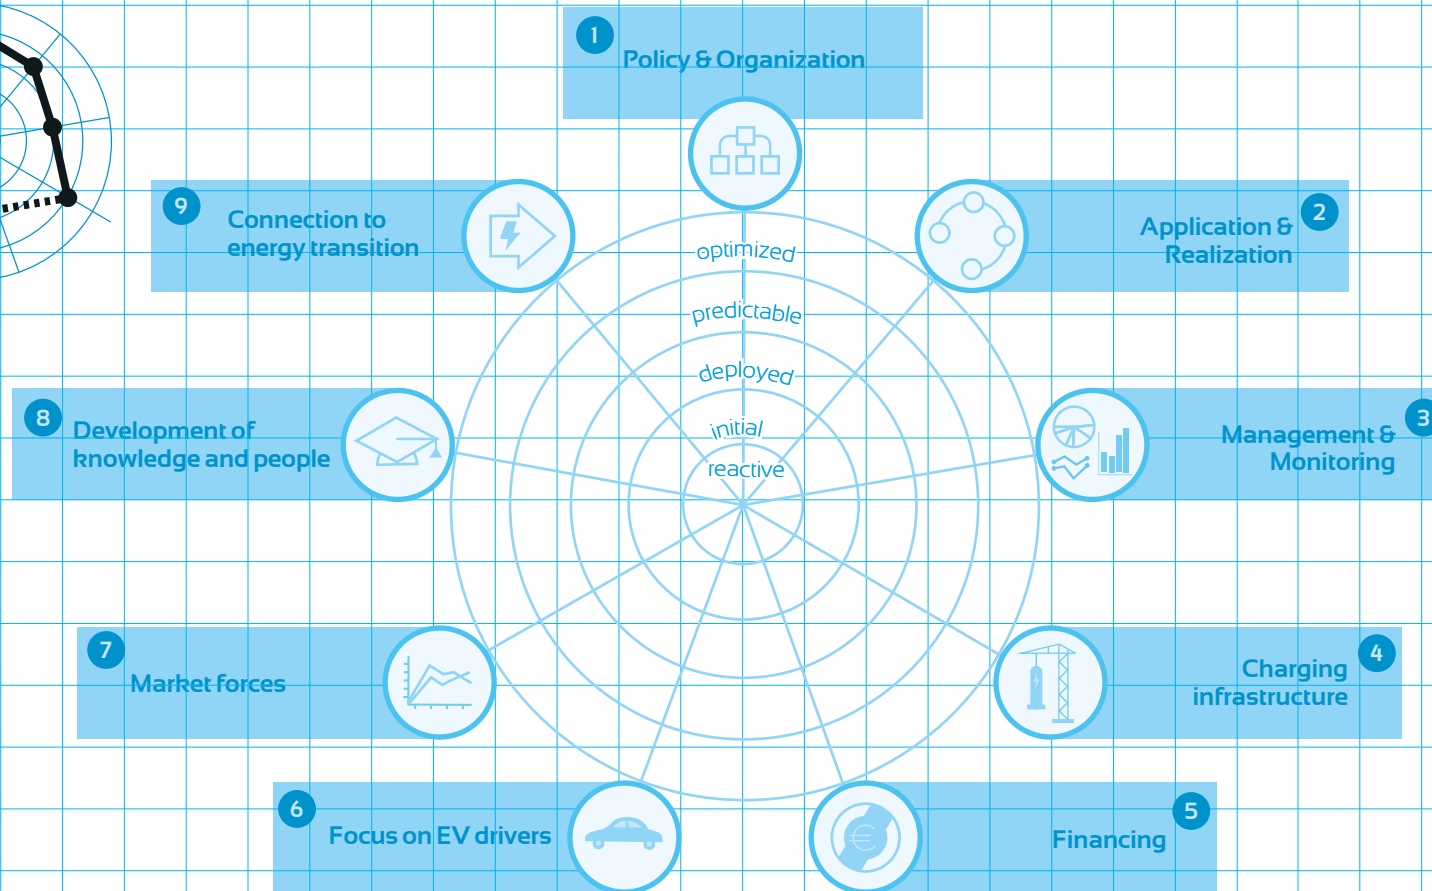 1
Policy & Organization
9
Connection to
energy transition
2
Application &
Realization
optimized
predictable
deployed
initial
reactive
8
Development of
knowledge and people
3
Management &
Monitoring
7
Market forces
4
Charging
infrastructure
6
Focus on EV drivers
5
Financing